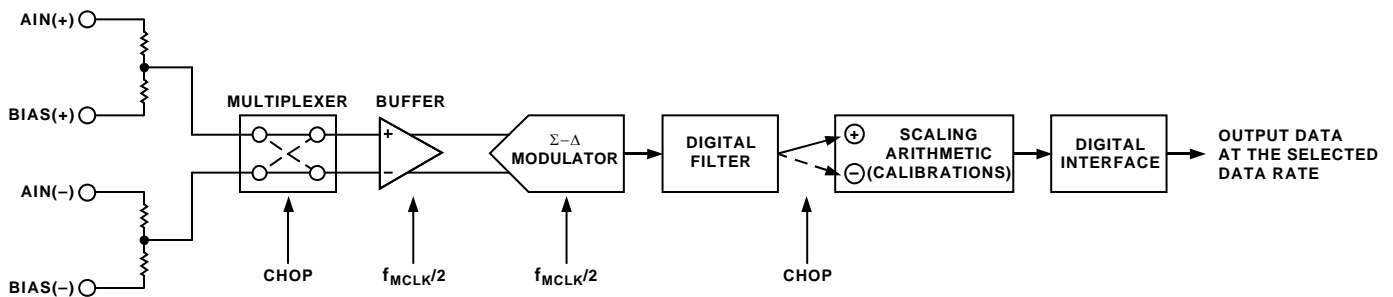 AIN(+)
BIAS(+)
AIN(–)
BIAS(–)
MULTIPLEXER
CHOP
BUFFER
+
–
fMCLK/2
Σ–Δ
MODULATOR
fMCLK/2
DIGITAL
FILTER
CHOP
+
–
SCALING
ARITHMETIC
(CALIBRATIONS)
DIGITAL
INTERFACE
OUTPUT DATA
AT THE SELECTED
DATA RATE